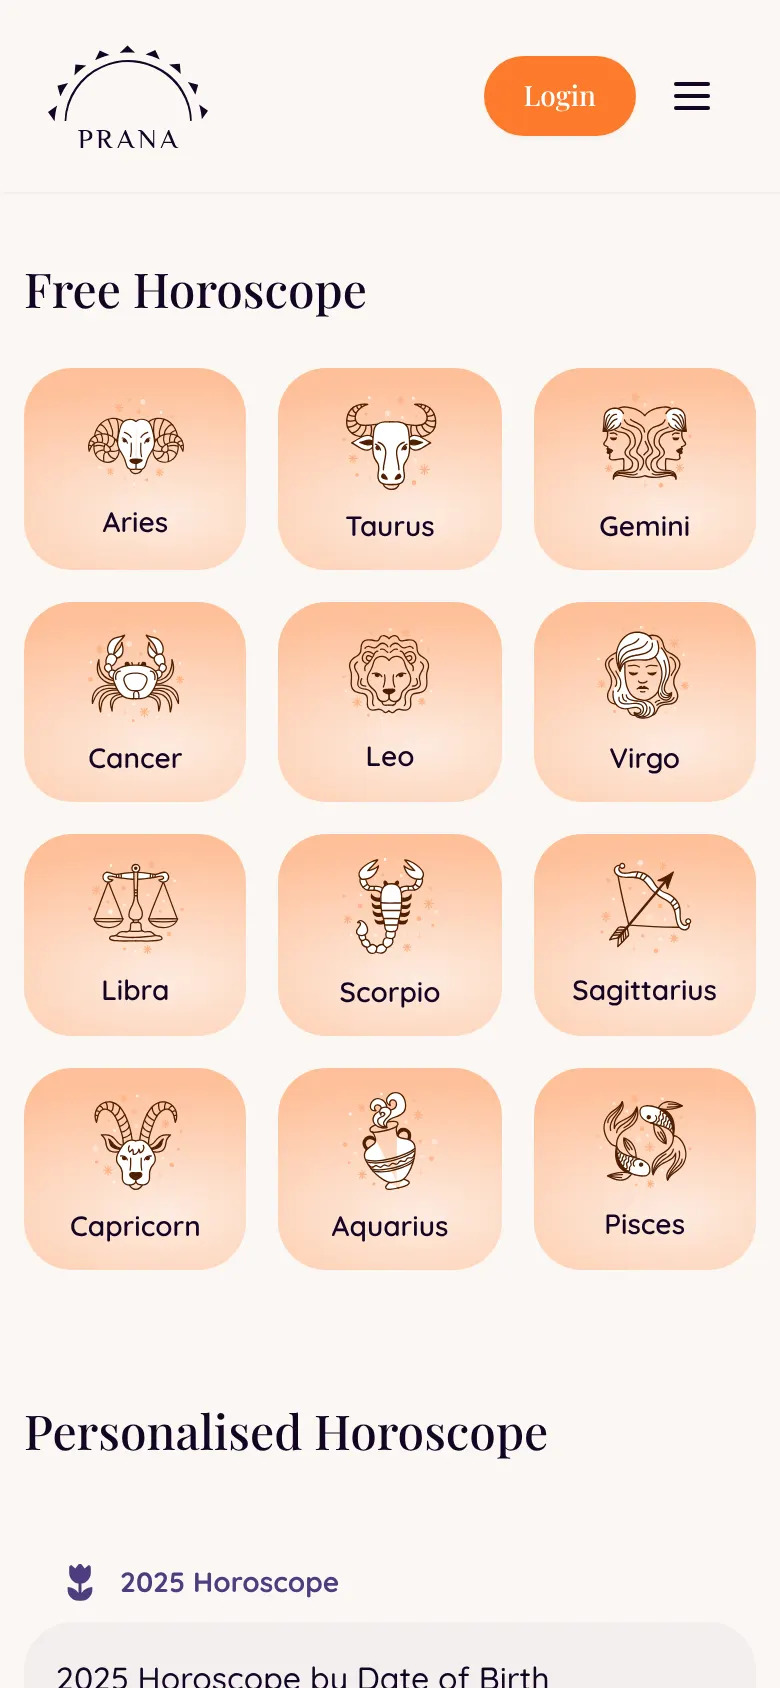 PRANA
Login
Free Horoscope
Aries
Taurus
Gemini
Cancer
Leo
Virgo
Libra
Scorpio
Sagittarius
Capricorn
Aquarius
Pisces
Personalised Horoscope
2025 Horoscope
2025 Horoscope by Date of Birth